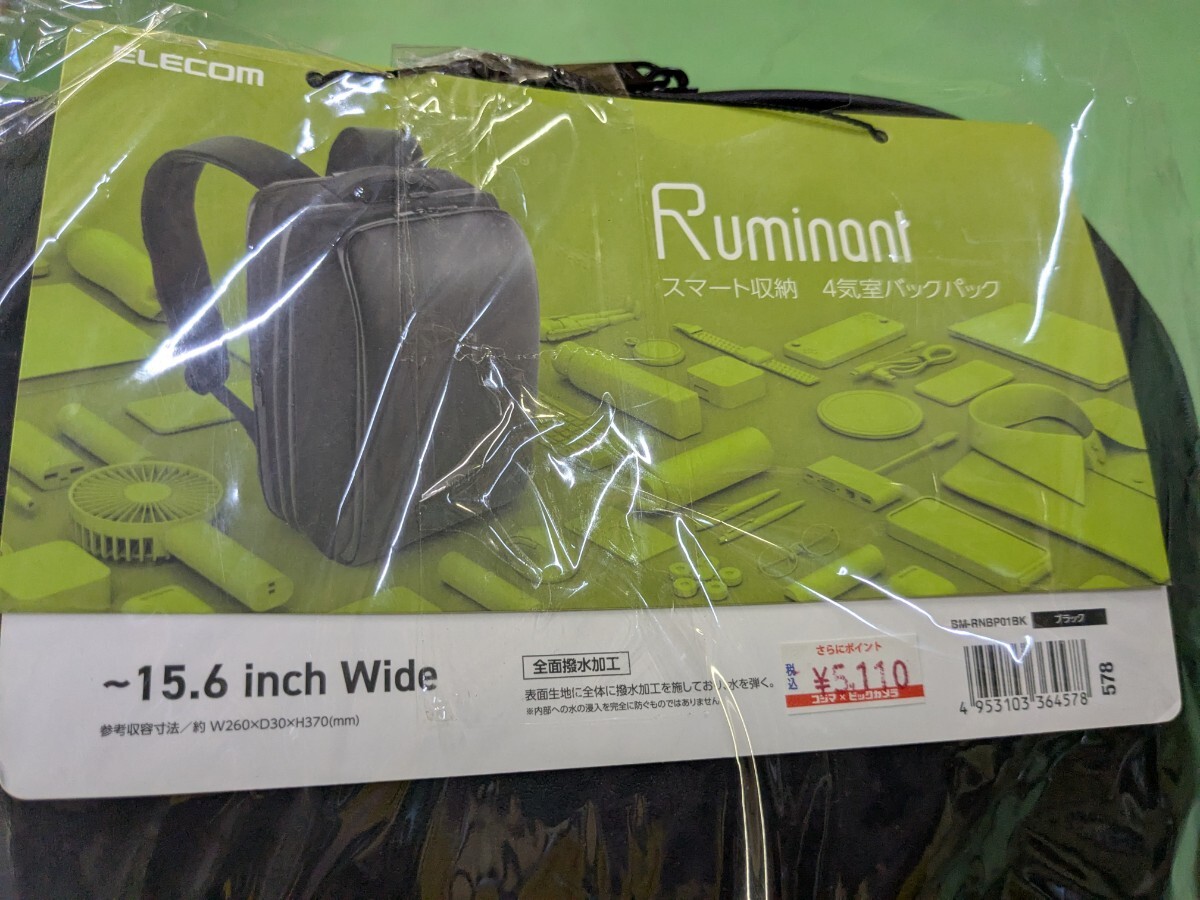 ELECOM
Ruminant
スマート収納 4気室バックパック
~15.6 inch Wide
参考収容寸法/約 W260×D30×H370(mm)
全面撥水加工
表面生地に全体に撥水加工を施しており、水を弾く。
※内部への水の浸入を完全に防ぐものではありません
さらにポイント
税込 ¥5,110
コジマ×ビックカメラ
BM-RNBP01BK ブラック
4 953103 364578
578